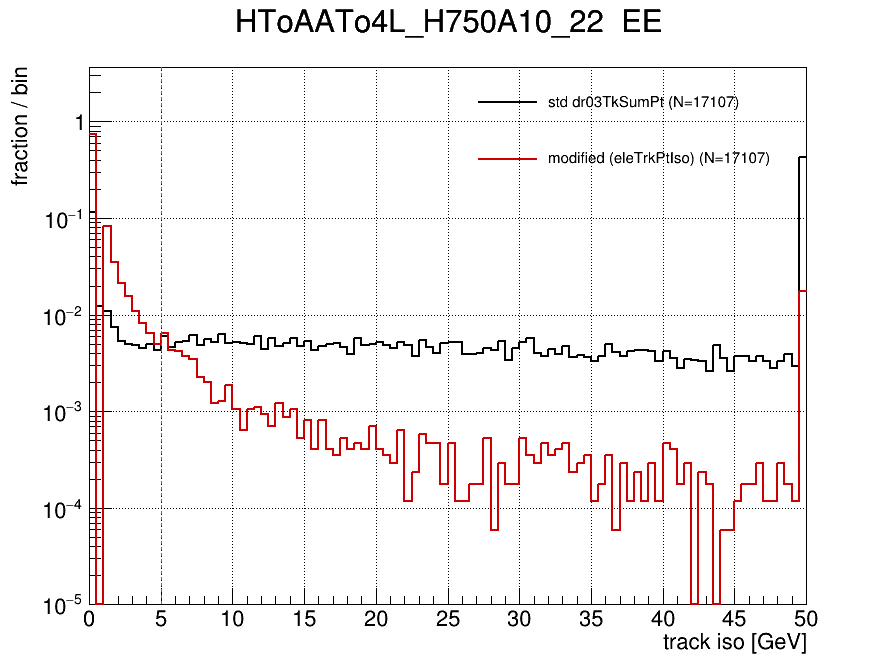 HToAATo4L_H750A10_22 EE
fraction / bin
std dr03TkSumPt (N=17107)
modified (eleTrkPtIso) (N=17107)
1
10−1
10−2
10−3
10−4
10−5
0 5 10 15 20 25 30 35 40 45 50
track iso [GeV]